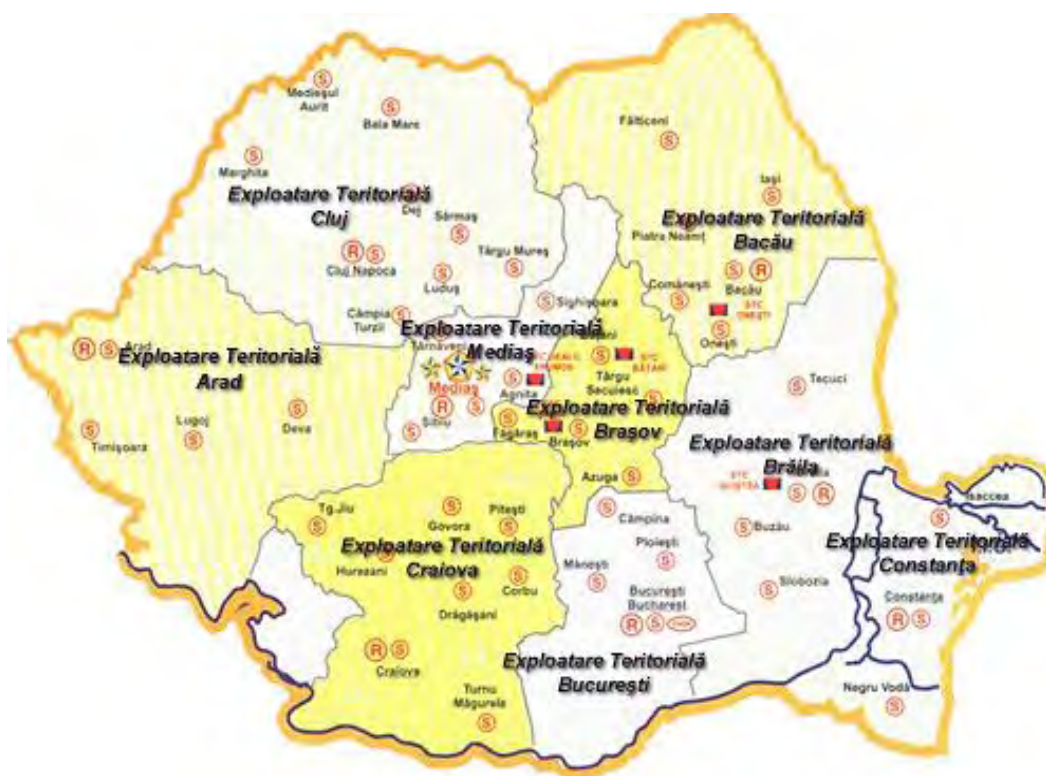 Medieşul
Aurit
S
Baia Mare
S
Fălticeni
S
Marghita
S
Iaşi
S
Exploatare Teritorială
Cluj
Dej
Sărmaş
S
Exploatare Teritorială
Bacău
Piatra Neamţ
R S
Cluj Napoca
Târgu Mureş
S
Luduş
S
Comăneşti
S
S R
Bacău
STC
ONEŞTI
Oneşti
S
Câmpia
Turzii
S
Sighişoara
S
Exploatare Teritorială
Mediaş
Târnăveni
Mediaş
R S
Agnita
S
Sibiu
S
R S Arad
Exploatare Teritorială
Arad
Timişoara
S
Lugoj
S
Deva
S
S
STC
Târgu
Secuiesc
S
Exploatare Teritorială
Braşov
Făgăraş
S
Braşov
S
Azuga
S
Tecuci
S
Exploatare Teritorială
Brăila
STC
S R
Buzău
S
Slobozia
S
Isaccea
S
Exploatare Teritorială
Constanţa
Constanţa
R S
Negru Vodă
S
Tg.Jiu
S
Govora
S
Piteşti
S
Exploatare Teritorială
Craiova
Hurezani
Corbu
S
Drăgăşani
S
R S
Craiova
Turnu
Măgurele
S
Câmpina
S
Ploieşti
S
Măneşti
S
Bucureşti
Bucharest
R S
Exploatare Teritorială
Bucureşti